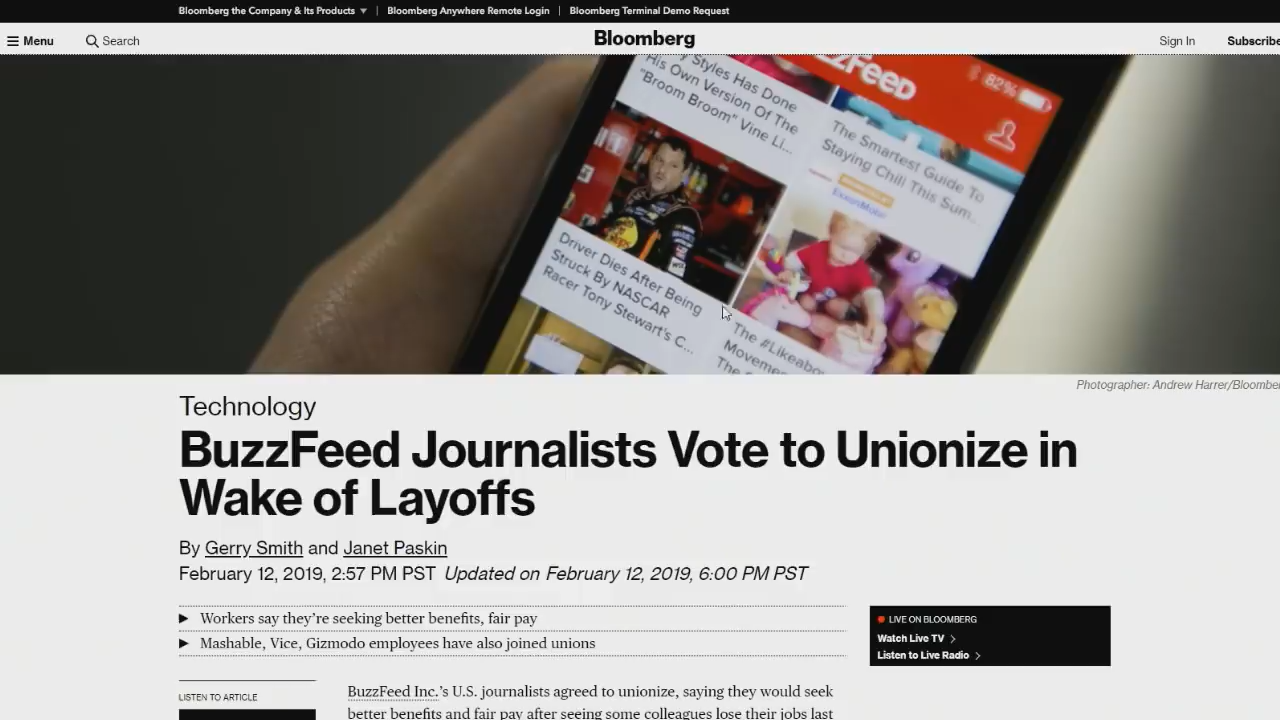 Bloomberg the Company & Its Products
Bloomberg Anywhere Remote Login
Bloomberg Terminal Demo Request
Menu
Search
Bloomberg
Sign In
Subscribe
Styles Has Done
His Own Version Of The
"Broom Broom" Vine Li...
zzFeed
82%
The Smartest Guide To
Staying Chill This Sum...
ExxonMobil
Driver Dies After Being
Struck By NASCAR
Racer Tony Stewart's C...
The #Likeabo
Movemen
The
Photographer: Andrew Harrer/Bloombe
Technology
BuzzFeed Journalists Vote to Unionize in
Wake of Layoffs
By Gerry Smith and Janet Paskin
February 12, 2019, 2:57 PM PST Updated on February 12, 2019, 6:00 PM PST
Workers say they're seeking better benefits, fair pay
Mashable, Vice, Gizmodo employees have also joined unions
LIVE ON BLOOMBERG
Watch Live TV
Listen to Live Radio
LISTEN TO ARTICLE
BuzzFeed Inc.'s U.S. journalists agreed to unionize, saying they would seek
better benefits and fair pay after seeing some colleagues lose their jobs last